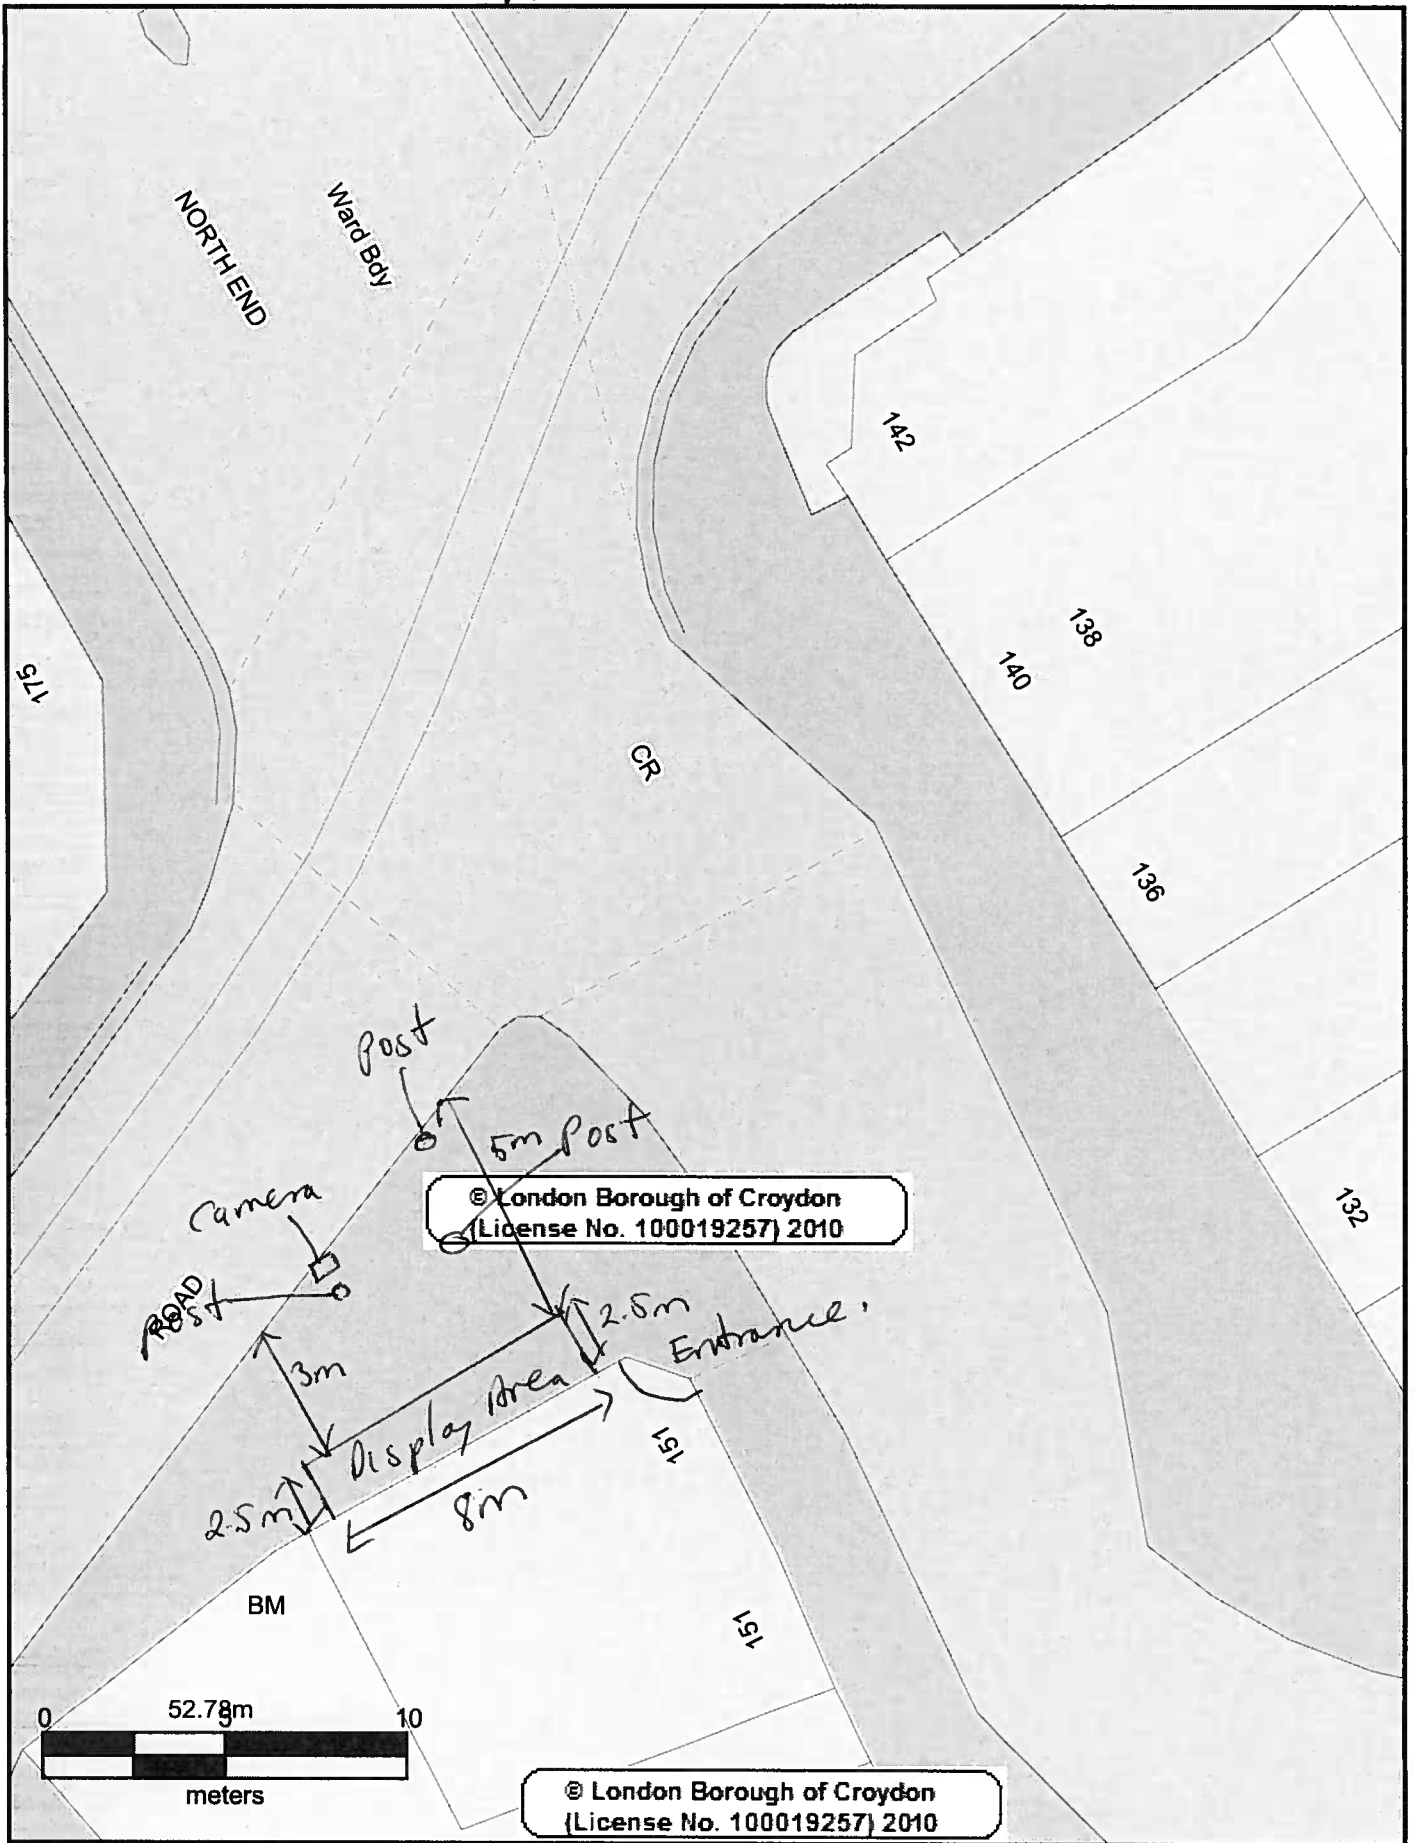 Ward Bdy
NORTH END
142
138
140
175
CR
136
Post
5m Post
© London Borough of Croydon
(License No. 100019257) 2010
Camera
132
ROAD
Post
2.5m
Entrance.
3m
Display Area
151
2.5m
8m
BM
151
52.78m
0 5 10
meters
© London Borough of Croydon
(License No. 100019257) 2010